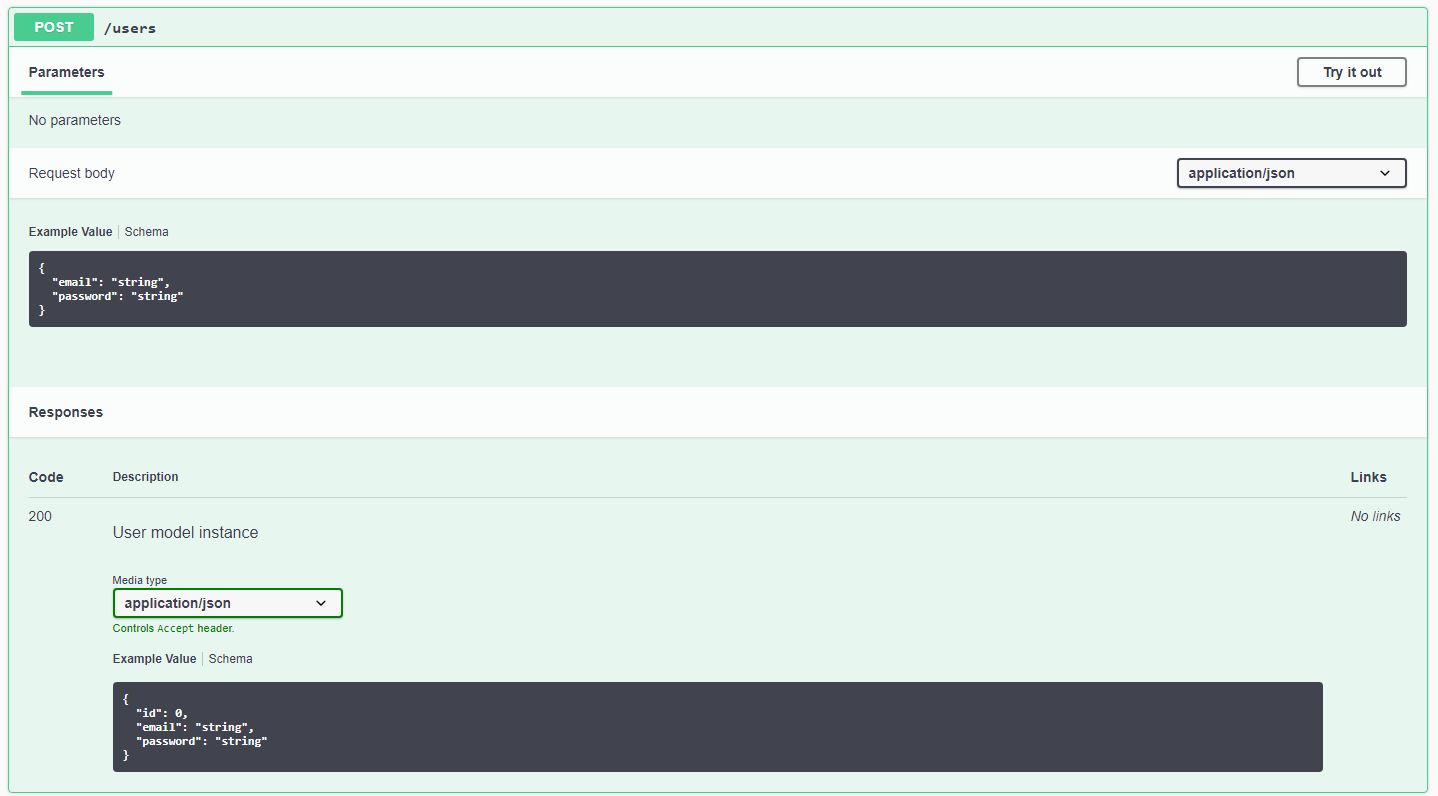 POST /users
Parameters Try it out
No parameters
Request body application/json
Example Value Schema
{
  "email": "string",
  "password": "string"
}
Responses
Code Description Links
200 No links
User model instance
Media type
application/json
Controls Accept header.
Example Value Schema
{
  "id": 0,
  "email": "string",
  "password": "string"
}